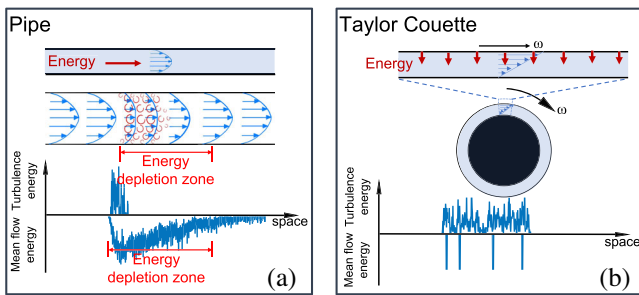 Pipe
Energy
Energy
depletion zone
Turbulence
energy
space
Mean flow
energy
Energy
depletion zone
(a)
Taylor Couette
ω
Energy
ω
Turbulence
energy
space
Mean flow
energy
(b)